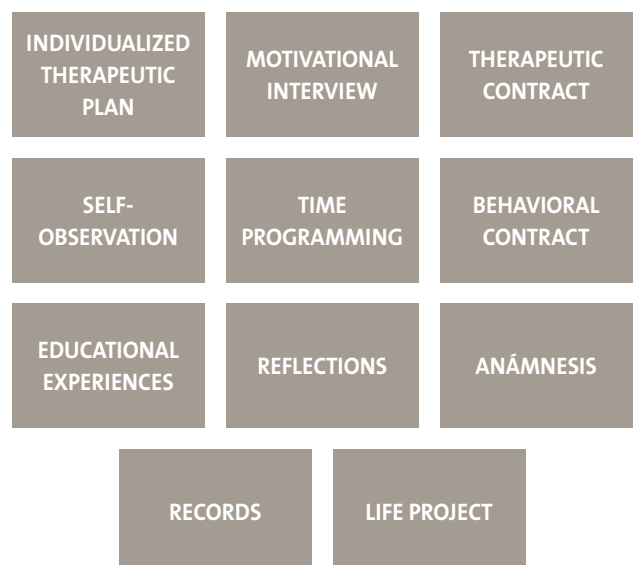 INDIVIDUALIZED
THERAPEUTIC
PLAN
MOTIVATIONAL
INTERVIEW
THERAPEUTIC
CONTRACT
SELF-
OBSERVATION
TIME
PROGRAMMING
BEHAVIORAL
CONTRACT
EDUCATIONAL
EXPERIENCES
REFLECTIONS
ANÁMNESIS
RECORDS
LIFE PROJECT